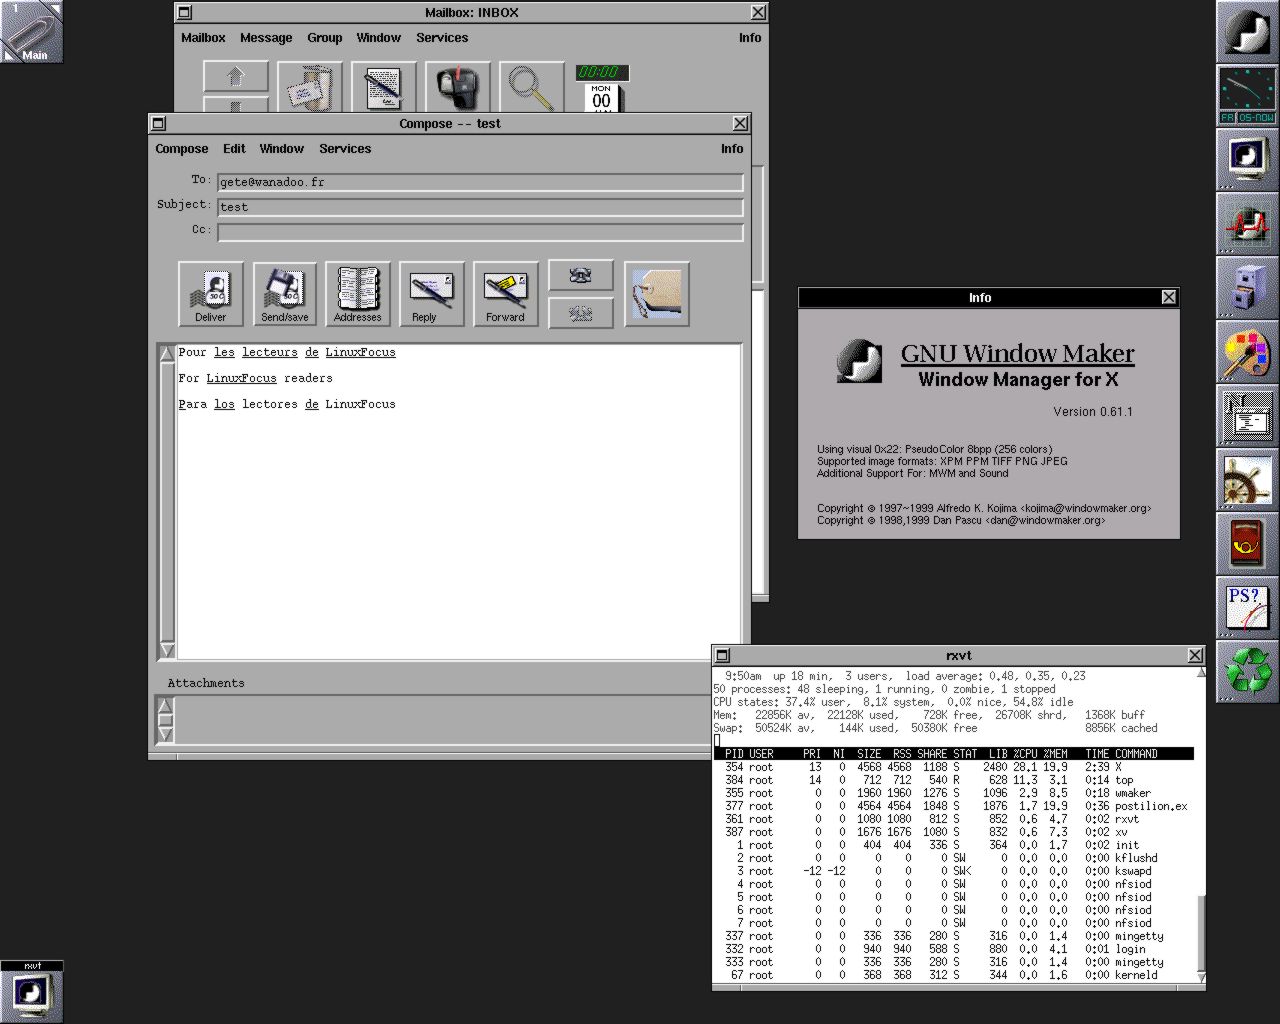 1
Main
Mailbox: INBOX
Mailbox Message Group Window Services Info
00:00
MON
00
Compose -- test
Compose Edit Window Services Info
To: gete@wanadoo.fr
Subject: test
Cc:
Deliver Send/save Addresses Reply Forward
Pour les lecteurs de LinuxFocus
For LinuxFocus readers
Para los lectores de LinuxFocus
Attachments
Info
GNU Window Maker
Window Manager for X
Version 0.61.1
Using visual 0x22: PseudoColor 8bpp (256 colors)
Supported image formats: XPM PPM TIFF PNG JPEG
Additional Support For: MWM and Sound
Copyright © 1997~1999 Alfredo K. Kojima <kojima@windowmaker.org>
Copyright © 1998,1999 Dan Pascu <dan@windowmaker.org>
FR 05-NOV
N
PS?
rxvt
9:50am up 18 min, 3 users, load average: 0.48, 0.35, 0.23
50 processes: 48 sleeping, 1 running, 0 zombie, 1 stopped
CPU states: 37.4% user, 8.1% system, 0.0% nice, 54.8% idle
Mem: 22856K av, 22128K used, 728K free, 26708K shrd, 1368K buff
Swap: 50524K av, 144K used, 50380K free 8856K cached
PID USER PRI NI SIZE RSS SHARE STAT LIB %CPU %MEM TIME COMMAND
354 root 13 0 4568 4568 1188 S 2480 28.1 19.9 2:39 X
384 root 14 0 712 712 540 R 628 11.3 3.1 0:14 top
355 root 0 0 1960 1960 1276 S 1096 2.9 8.5 0:18 wmaker
377 root 0 0 4564 4564 1848 S 1876 1.7 19.9 0:36 postilion.ex
361 root 0 0 1080 1080 812 S 852 0.6 4.7 0:02 rxvt
387 root 0 0 1676 1676 1080 S 832 0.6 7.3 0:02 xv
1 root 0 0 404 404 336 S 364 0.0 1.7 0:02 init
2 root 0 0 0 0 0 SW 0 0.0 0.0 0:00 kflushd
3 root -12 -12 0 0 0 SW< 0 0.0 0.0 0:00 kswapd
4 root 0 0 0 0 0 SW 0 0.0 0.0 0:00 nfsiod
5 root 0 0 0 0 0 SW 0 0.0 0.0 0:00 nfsiod
6 root 0 0 0 0 0 SW 0 0.0 0.0 0:00 nfsiod
7 root 0 0 0 0 0 SW 0 0.0 0.0 0:00 nfsiod
337 root 0 0 336 336 280 S 316 0.0 1.4 0:00 mingetty
332 root 0 0 940 940 588 S 880 0.0 4.1 0:01 login
333 root 0 0 336 336 280 S 316 0.0 1.4 0:00 mingetty
67 root 0 0 368 368 312 S 344 0.0 1.6 0:00 kerneld
rxvt